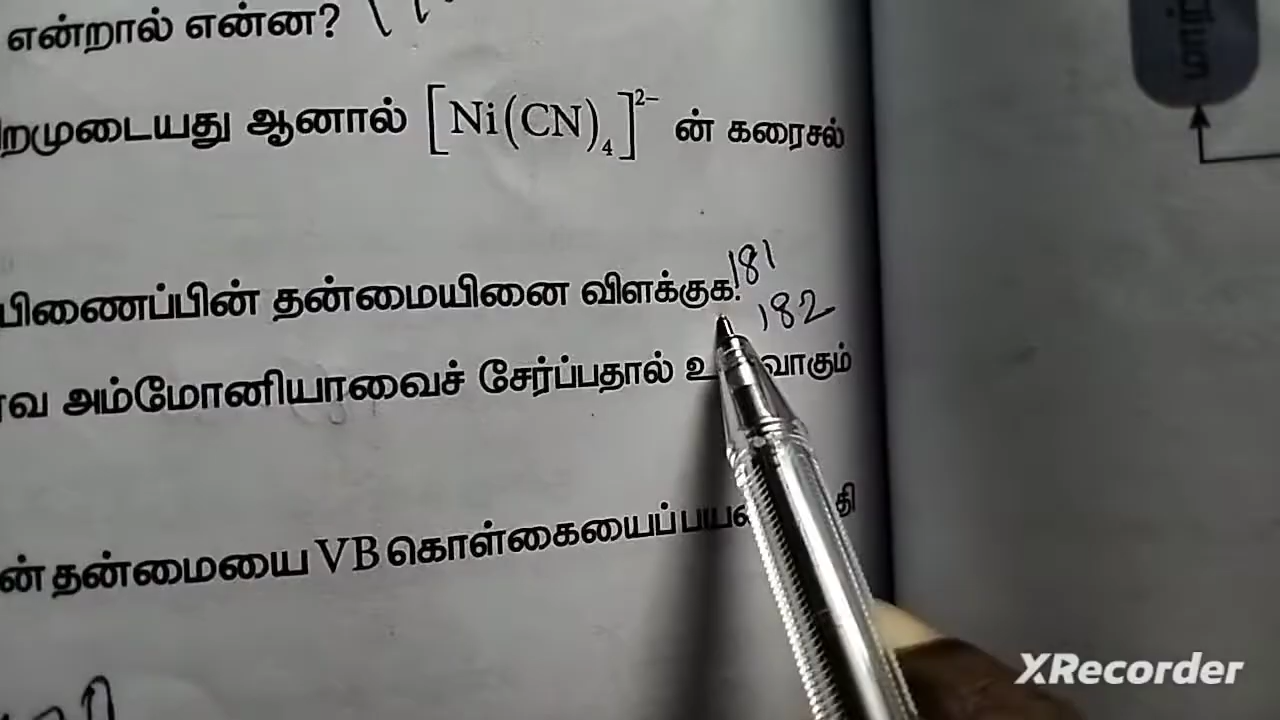 என்றால் என்ன?
றமுடையது ஆனால் [Ni(CN)₄]²⁻ ன் கரைசல்
பிணைப்பின் தன்மையினை விளக்குக. 181
182
அம்மோனியாவைச் சேர்ப்பதால்
ன் தன்மையை VB கொள்கையைப்
XRecorder